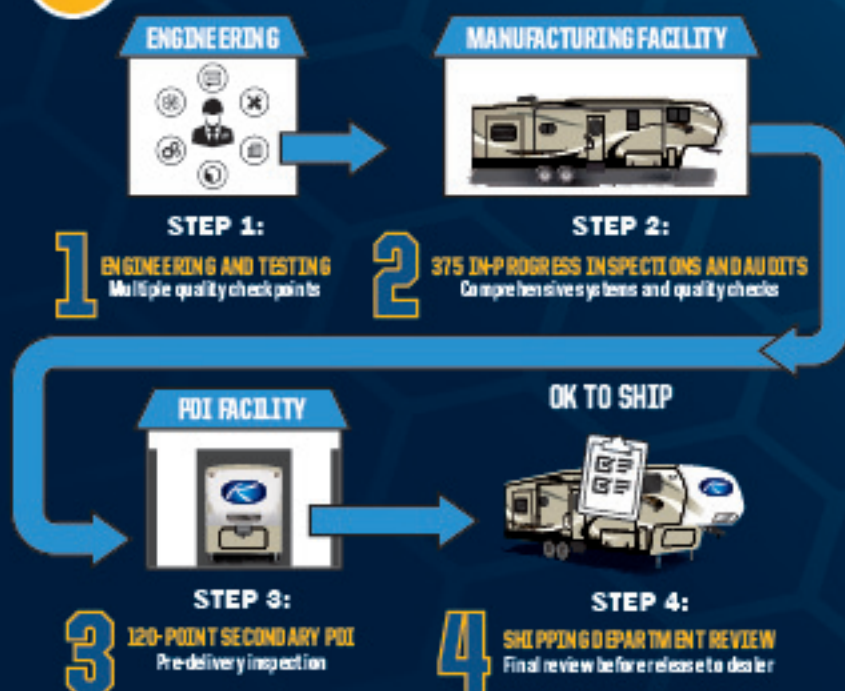 ENGINEERING
MANUFACTURING FACILITY
STEP 1:
1
ENGINEERING AND TESTING
Multiple quality checkpoints
STEP 2:
2
375 IN-PROGRESS INSPECTIONS AND AUDITS
Comprehensive systems and quality checks
PDI FACILITY
OK TO SHIP
K
STEP 3:
3
120-POINT SECONDARY PDI
Pre-delivery inspection
K
STEP 4:
4
SHIPPING DEPARTMENT REVIEW
Final review before release to dealer